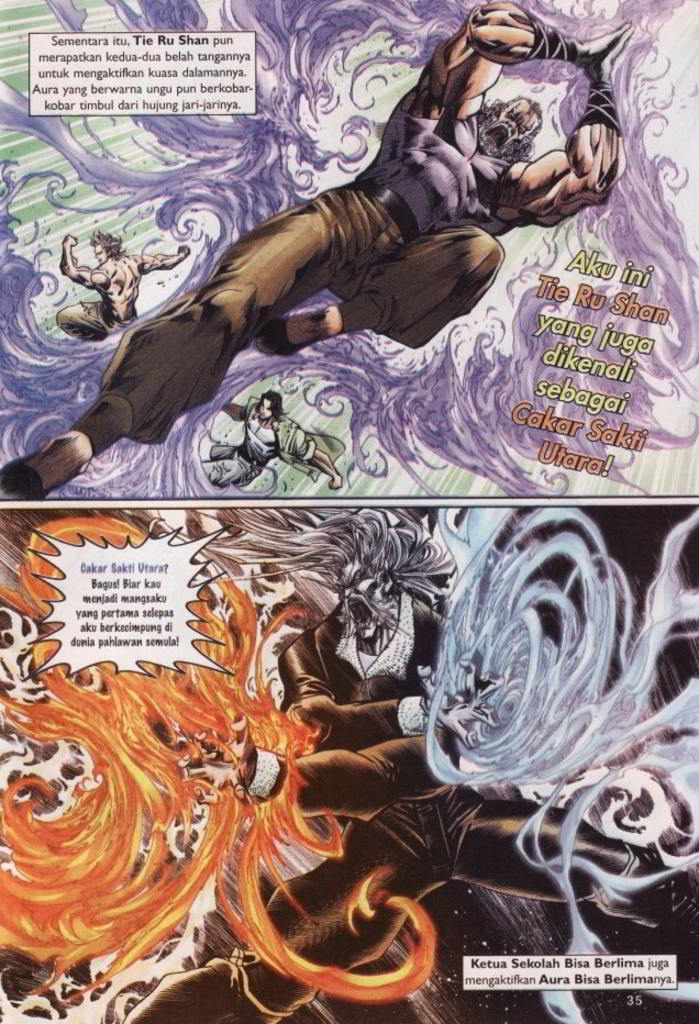 Sementara itu, Tie Ru Shan pun
merapatkan kedua-dua belah tangannya
untuk mengaktifkan kuasa dalamannya.
Aura yang berwarna ungu pun berkobar-
kobar timbul dari hujung jari-jarinya.
Aku ini
Tie Ru Shan
yang juga
dikenali
sebagai
Cakar Sakti
Utara!
Cakar Sakti Utara?
Bagus! Biar kau
menjadi mangsaku
yang pertama selepas
aku berkecimpung di
dunia pahlawan semula!
Ketua Sekolah Bisa Berlima juga
mengaktifkan Aura Bisa Berlimanya.
35